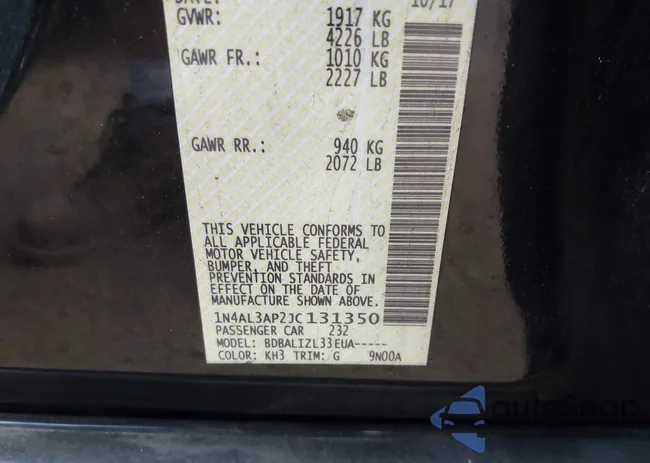 GVWR: 1917 KG
4226 LB
GAWR FR.: 1010 KG
2227 LB
GAWR RR.: 940 KG
2072 LB
THIS VEHICLE CONFORMS TO
ALL APPLICABLE FEDERAL
MOTOR VEHICLE SAFETY,
BUMPER, AND THEFT
PREVENTION STANDARDS IN
EFFECT ON THE DATE OF
MANUFACTURE SHOWN ABOVE.
1N4AL3AP2JC131350
PASSENGER CAR 232
MODEL: BDBALIZL33EUA-----
COLOR: KH3 TRIM: G 9N00A